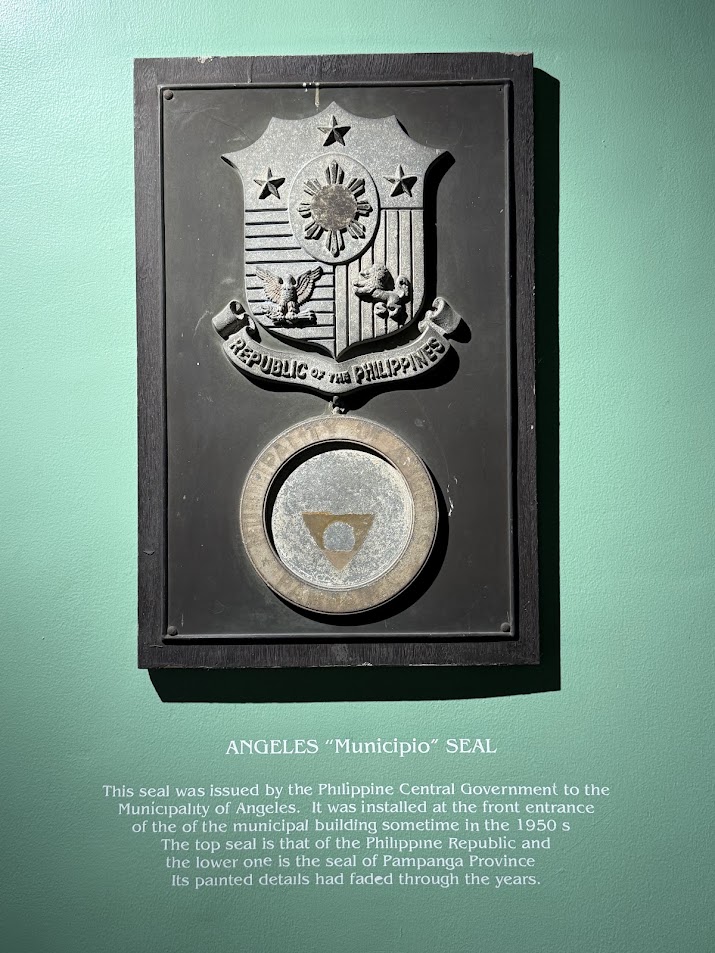 REPUBLIC OF THE PHILIPPINES
MUNICIPALITY OF
ANGELES "Municipio" SEAL
This seal was issued by the Philippine Central Government to the
Municipality of Angeles. It was installed at the front entrance
of the of the municipal building sometime in the 1950 s
The top seal is that of the Philippine Republic and
the lower one is the seal of Pampanga Province
Its painted details had faded through the years.